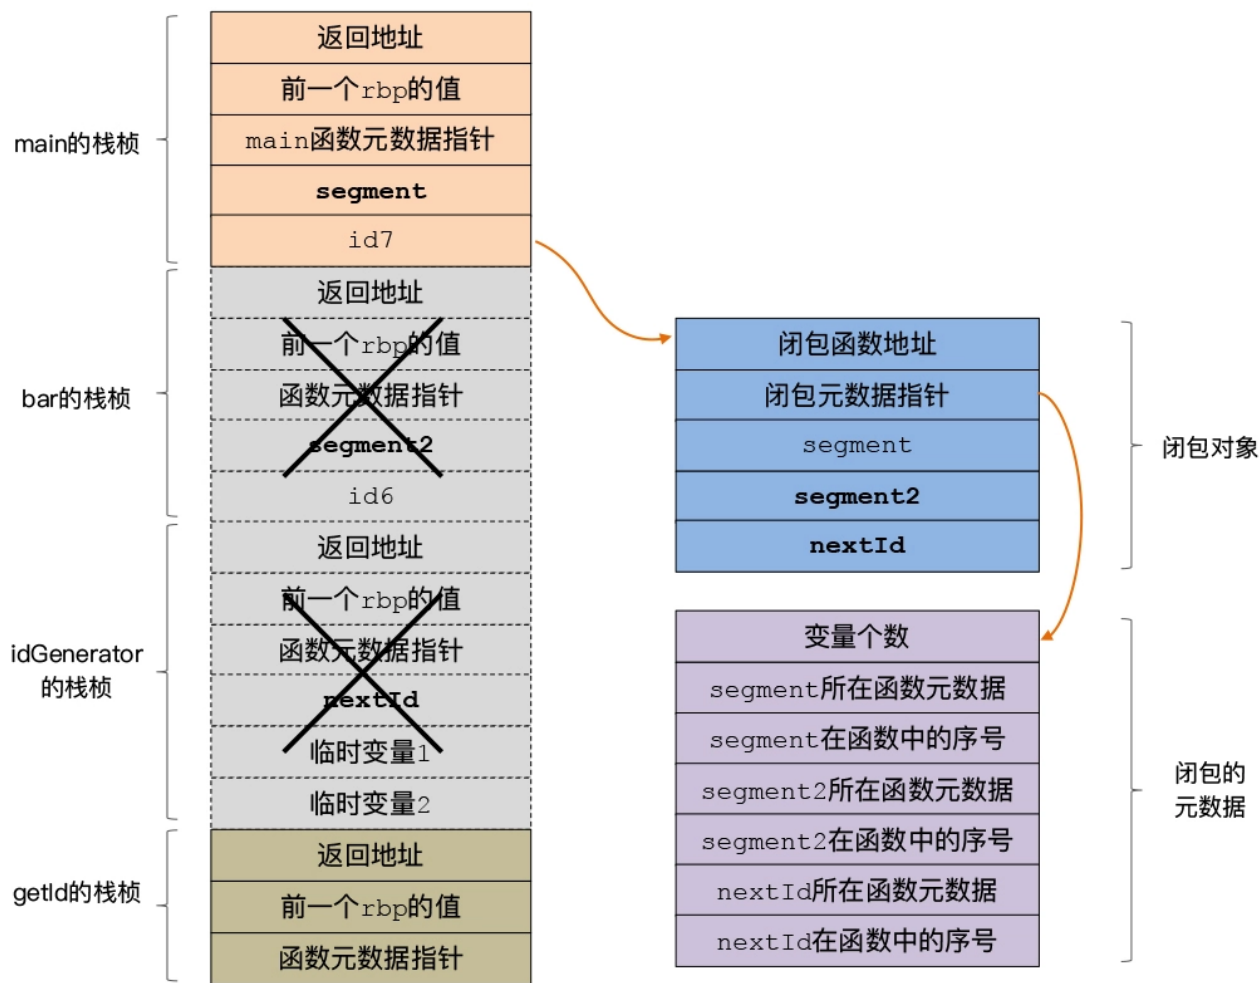 main的栈桢
返回地址
前一个rbp的值
main函数元数据指针
segment
id7
bar的栈桢
返回地址
前一个rbp的值
函数元数据指针
segment2
id6
idGenerator
的栈桢
返回地址
前一个rbp的值
函数元数据指针
nextId
临时变量1
临时变量2
getId的栈桢
返回地址
前一个rbp的值
函数元数据指针
闭包函数地址
闭包元数据指针
segment
segment2
nextId
闭包对象
变量个数
segment所在函数元数据
segment在函数中的序号
segment2所在函数元数据
segment2在函数中的序号
nextId所在函数元数据
nextId在函数中的序号
闭包的
元数据